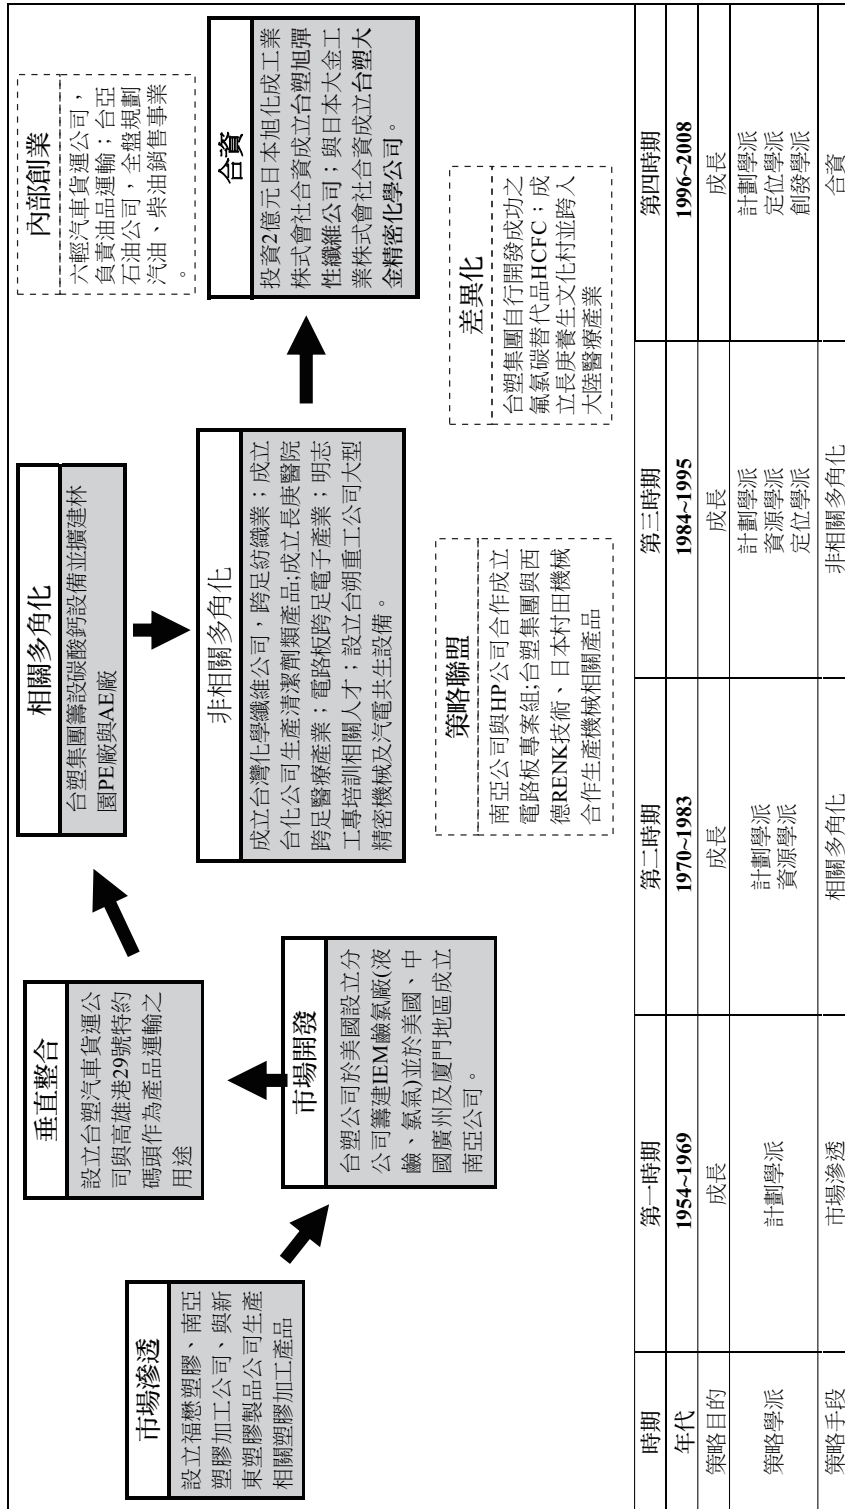 市場滲透
設立福懋塑膠、南亞
塑膠加工公司、與新
東塑膠製品公司生產
相關塑膠加工產品
市場開發
台塑公司於美國設立分
公司籌建IEM鹼氯廠(液
鹼、氯氣)並於美國、中
國廣州及廈門地區成立
南亞公司。
垂直整合
設立台塑汽車貨運公
司與高雄港29號特約
碼頭作為產品運輸之
用途
相關多角化
台塑集團籌設碳酸鈣設備並擴建林
園PE廠與AE廠
非相關多角化
成立台灣化學纖維公司，跨足紡織業；成立
台化公司生產清潔劑類產品;成立長庚醫院
跨足醫療產業；電路板跨足電子產業；明志
工專培訓相關人才；設立台朔重工公司大型
精密機械及汽電共生設備。
內部創業
六輕汽車貨運公司，
負責油品運輸；台亞
石油公司，全盤規劃
汽油、柴油銷售事業
。
合資
投資2億元日本旭化成工業
株式會社合資成立台塑旭彈
性纖維公司；與日本大金工
業株式會社合資成立台塑大
金精密化學公司。
策略聯盟
南亞公司與HP公司合作成立
電路板專案組;台塑集團與西
德RENK技術、日本村田機械
合作生產機械相關產品
差異化
台塑集團自行開發成功之
氟氯碳替代品HCFC；成
立長庚養生文化村並跨入
大陸醫療產業
時期 第一時期 第二時期 第三時期 第四時期
年代 1954~1969 1970~1983 1984~1995 1996~2008
策略目的 成長 成長 成長 成長
策略學派 計劃學派 計劃學派 計劃學派 計劃學派
資源學派 資源學派 定位學派
定位學派 創發學派
策略手段 市場滲透 相關多角化 非相關多角化 合資